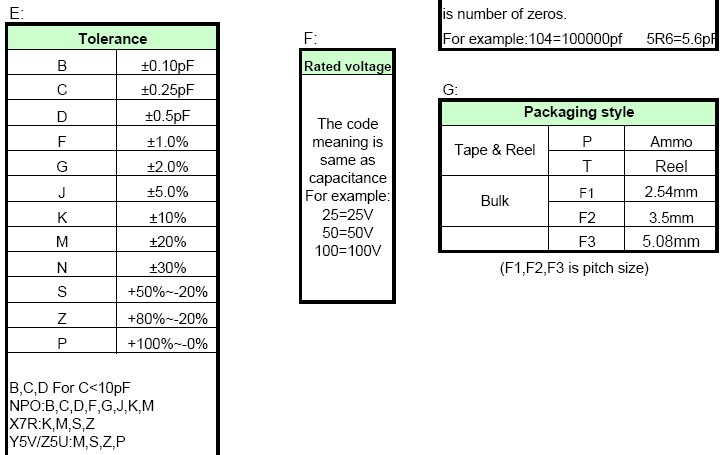 E:
Tolerance
B ±0.10pF
C ±0.25pF
D ±0.5pF
F ±1.0%
G ±2.0%
J ±5.0%
K ±10%
M ±20%
N ±30%
S +50%~-20%
Z +80%~-20%
P +100%~-0%
B,C,D For C<10pF
NPO:B,C,D,F,G,J,K,M
X7R:K,M,S,Z
Y5V/Z5U:M,S,Z,P
F:
Rated voltage
The code
meaning is
same as
capacitance
For example:
25=25V
50=50V
100=100V
is number of zeros.
For example:104=100000pf 5R6=5.6pF
G:
Packaging style
Tape & Reel P Ammo
T Reel
Bulk F1 2.54mm
F2 3.5mm
F3 5.08mm
(F1,F2,F3 is pitch size)